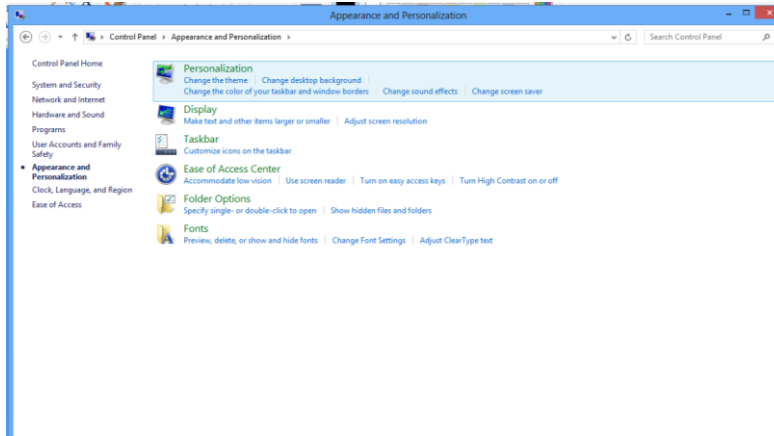 Appearance and Personalization
Control Panel Appearance and Personalization
Search Control Panel
Control Panel Home
System and Security
Network and Internet
Hardware and Sound
Programs
User Accounts and Family
Safety
Appearance and
Personalization
Clock, Language, and Region
Ease of Access
Personalization
Change the theme Change desktop background
Change the color of your taskbar and window borders Change sound effects Change screen saver
Display
Make text and other items larger or smaller Adjust screen resolution
Taskbar
Customize icons on the taskbar
Ease of Access Center
Accommodate low vision Use screen reader Turn on easy access keys Turn High Contrast on or off
Folder Options
Specify single- or double-click to open Show hidden files and folders
Fonts
Preview, delete, or show and hide fonts Change Font Settings Adjust ClearType text